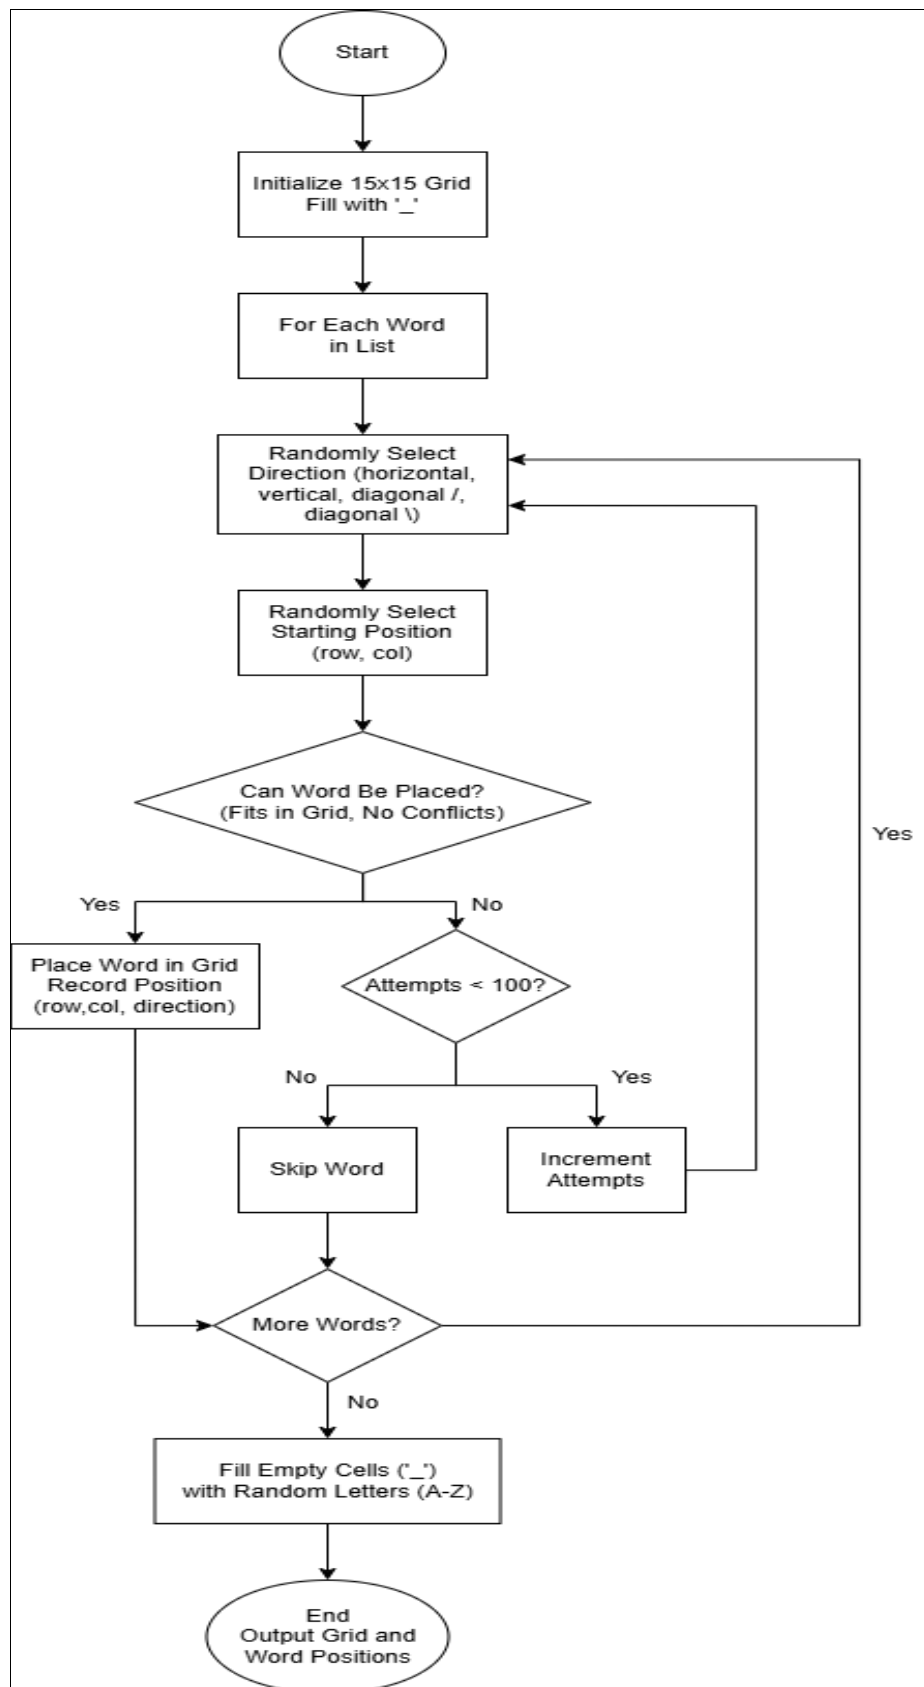 Start
Initialize 15x15 Grid
Fill with '_'
For Each Word
in List
Randomly Select
Direction (horizontal,
vertical, diagonal /,
diagonal \)
Randomly Select
Starting Position
(row, col)
Can Word Be Placed?
(Fits in Grid, No Conflicts)
Yes
No
Place Word in Grid
Record Position
(row,col, direction)
Attempts < 100?
No
Yes
Skip Word
Increment
Attempts
Yes
More Words?
No
Fill Empty Cells ('_')
with Random Letters (A-Z)
End
Output Grid and
Word Positions